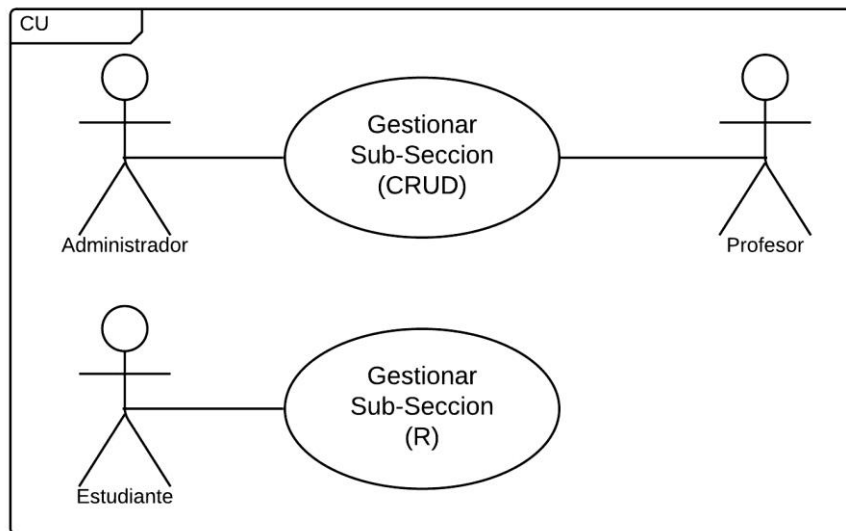 CU
Gestionar
Sub-Seccion
(CRUD)
Administrador
Profesor
Gestionar
Sub-Seccion
(R)
Estudiante